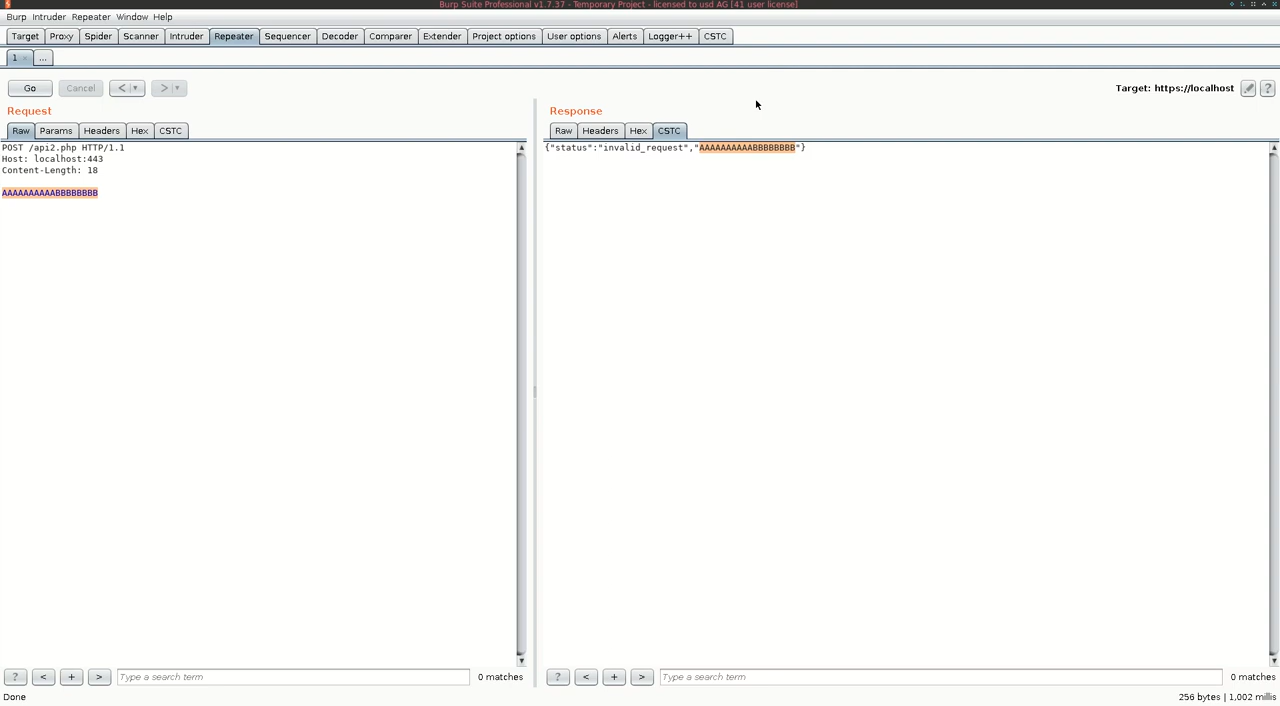 Burp Suite Professional v1.7.37 - Temporary Project - licensed to usd AG [41 user license]
Burp Intruder Repeater Window Help
Target Proxy Spider Scanner Intruder Repeater Sequencer Decoder Comparer Extender Project options User options Alerts Logger++ CSTC
1 × ...
Go Cancel < > Target: https://localhost ?
Request
Raw Params Headers Hex CSTC
POST /api2.php HTTP/1.1
Host: localhost:443
Content-Length: 18
AAAAAAAAAABBBBBBBB
? < + > Type a search term 0 matches
Response
Raw Headers Hex CSTC
{"status":"invalid_request","AAAAAAAAAABBBBBBBB"}
? < + > Type a search term 0 matches
Done 256 bytes | 1,002 millis